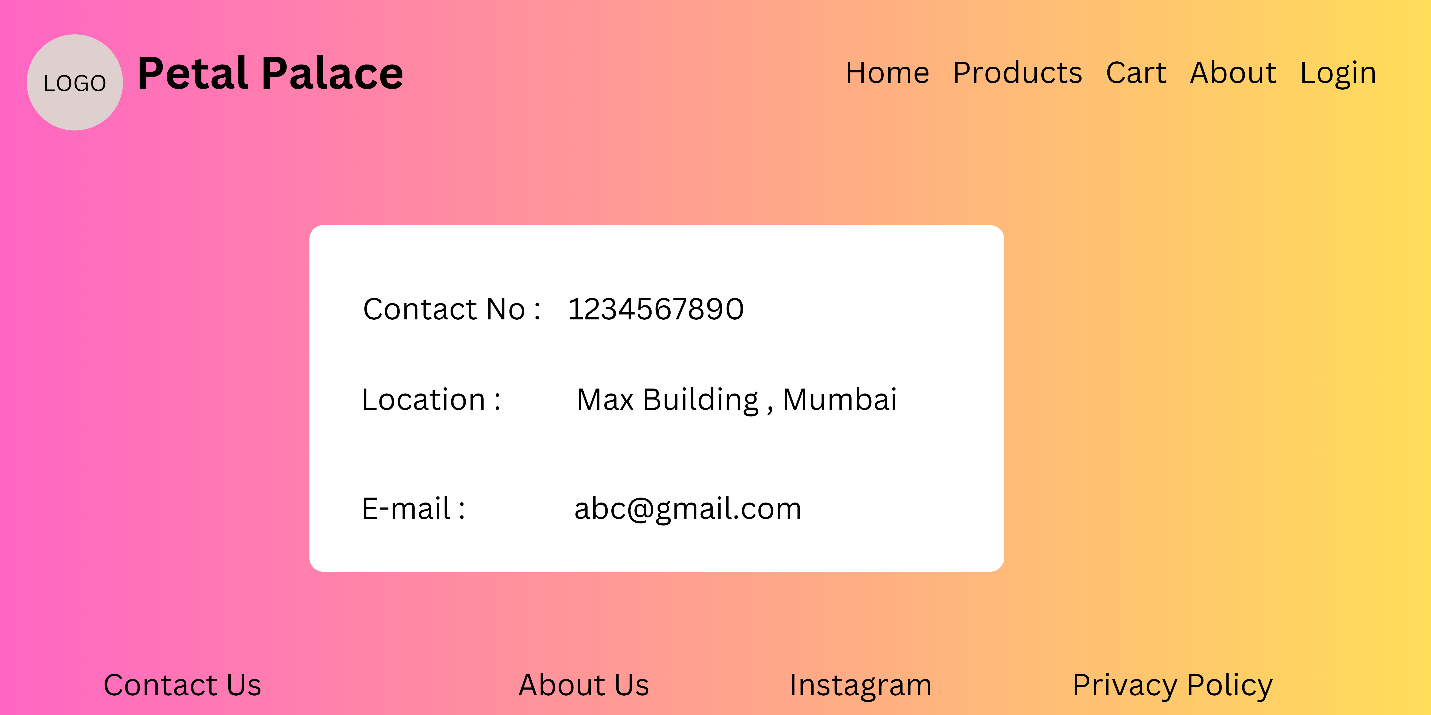 LOGO
Petal Palace
Home Products Cart About Login
Contact No : 1234567890
Location : Max Building , Mumbai
E-mail : abc@gmail.com
Contact Us About Us Instagram Privacy Policy